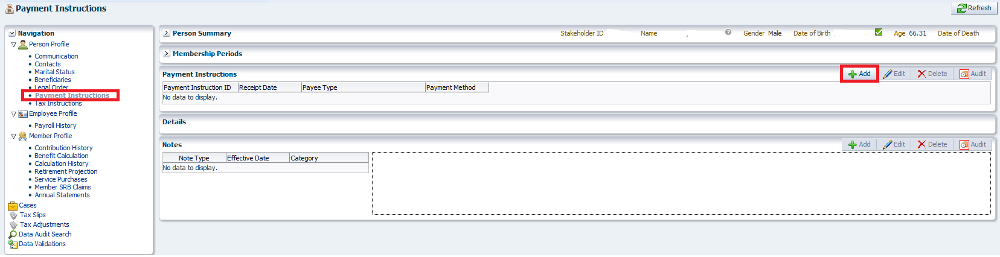 Payment Instructions
Refresh
Navigation
Person Profile
Communication
Contacts
Marital Status
Beneficiaries
Legal Order
Payment Instructions
Tax Instructions
Employee Profile
Payroll History
Member Profile
Contribution History
Benefit Calculation
Calculation History
Retirement Projection
Service Purchases
Member SRB Claims
Annual Statements
Cases
Tax Slips
Tax Adjustments
Data Audit Search
Data Validations
Person Summary Stakeholder ID Name Gender Male Date of Birth Age 66.31 Date of Death
Membership Periods
Payment Instructions Add Edit Delete Audit
Payment Instruction ID Receipt Date Payee Type Payment Method
No data to display.
Details
Notes Add Edit Delete Audit
Note Type Effective Date Category
No data to display.